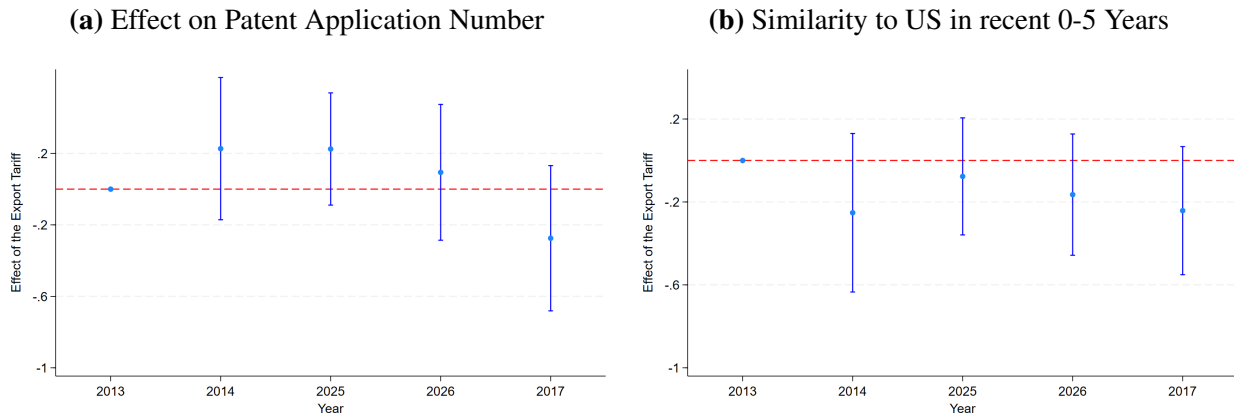 (a) Effect on Patent Application Number
Effect of the Export Tariff
.2
-.2
-.6
-1
2013 2014 2025 2026 2017
Year
(b) Similarity to US in recent 0-5 Years
Effect of the Export Tariff
.2
-.2
-.6
-1
2013 2014 2025 2026 2017
Year